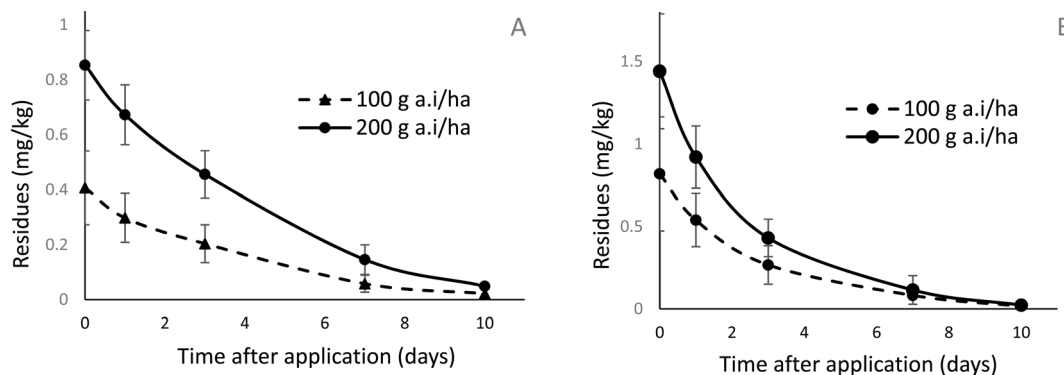 A
1
0.8
0.6
0.4
0.2
0
Residues (mg/kg)
100 g a.i/ha
200 g a.i/ha
0 2 4 6 8 10
Time after application (days)
1.5
1
0.5
0
Residues (mg/kg)
100 g a.i/ha
200 g a.i/ha
0 2 4 6 8 10
Time after application (days)